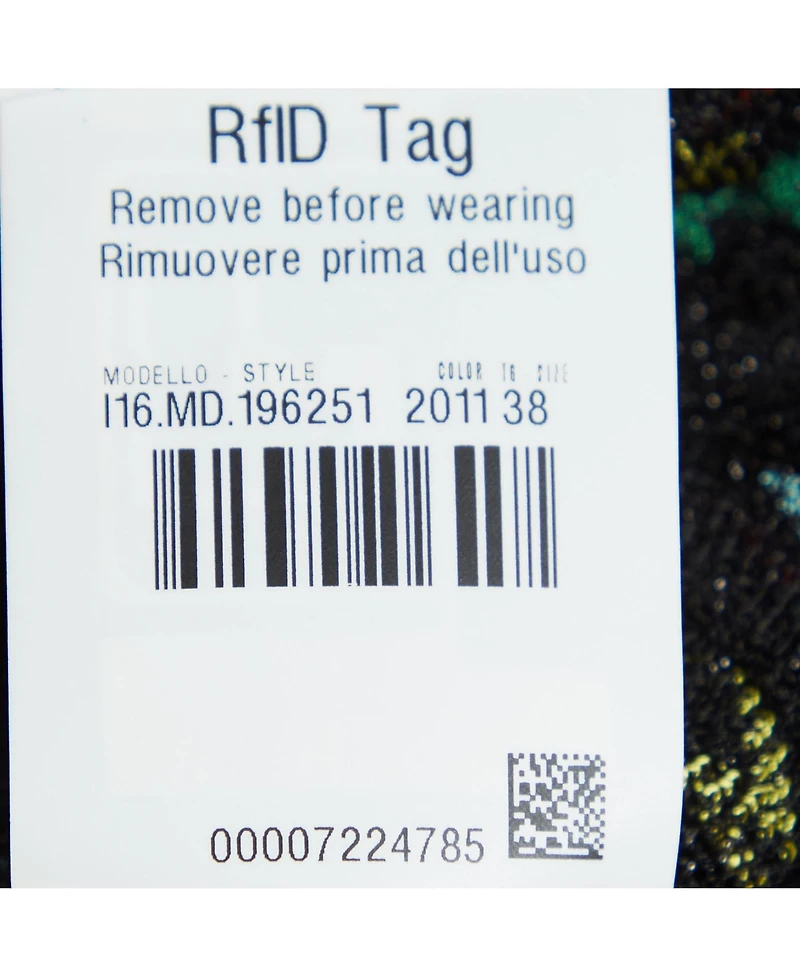 RfID Tag
Remove before wearing
Rimuovere prima dell'uso
MODELLO - STYLE COLOR TG SIZE
I16.MD.196251 2011 38
00007224785